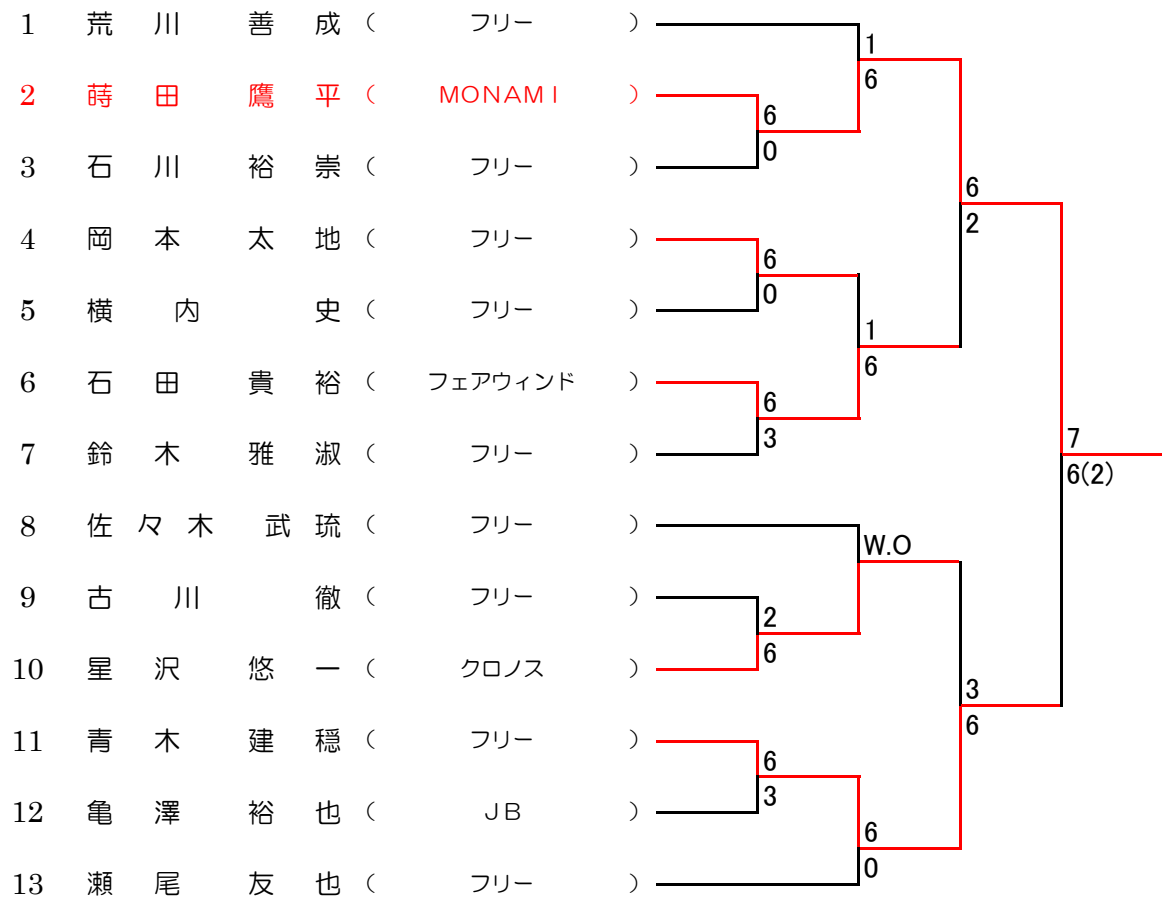 1 荒川 善成 ( フリー )
1
6
2 蒔田 鷹平 ( MONAMI )
6
0
3 石川 裕崇 ( フリー )
6
2
4 岡本 太地 ( フリー )
6
0
5 横内 史 ( フリー )
1
6
6 石田 貴裕 ( フェアウィンド )
6
3
7 鈴木 雅淑 ( フリー )
7
6(2)
8 佐々木 武琉 ( フリー )
W.O
9 古川 徹 ( フリー )
2
6
10 星沢 悠一 ( クロノス )
3
6
11 青木 建穏 ( フリー )
6
3
12 亀澤 裕也 ( JB )
6
0
13 瀬尾 友也 ( フリー )